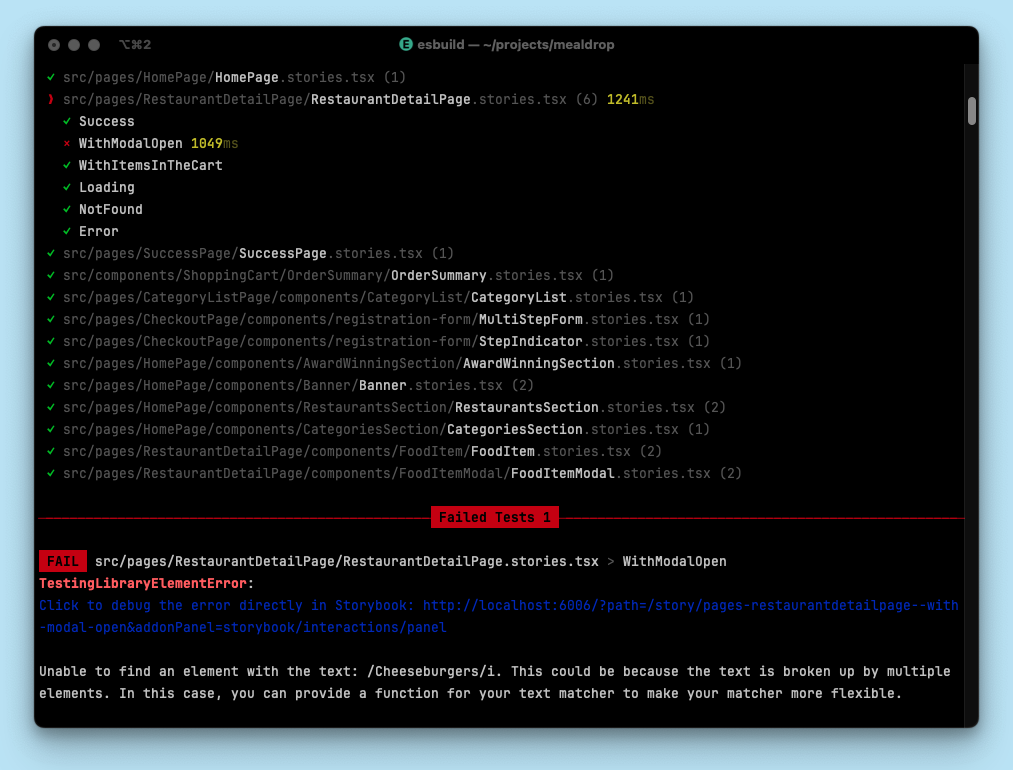 ⌥⌘2 E esbuild — ~/projects/mealdrop
✓ src/pages/HomePage/HomePage.stories.tsx (1)
❯ src/pages/RestaurantDetailPage/RestaurantDetailPage.stories.tsx (6) 1241ms
✓ Success
× WithModalOpen 1049ms
✓ WithItemsInTheCart
✓ Loading
✓ NotFound
✓ Error
✓ src/pages/SuccessPage/SuccessPage.stories.tsx (1)
✓ src/components/ShoppingCart/OrderSummary/OrderSummary.stories.tsx (1)
✓ src/pages/CategoryListPage/components/CategoryList/CategoryList.stories.tsx (1)
✓ src/pages/CheckoutPage/components/registration-form/MultiStepForm.stories.tsx (1)
✓ src/pages/CheckoutPage/components/registration-form/StepIndicator.stories.tsx (1)
✓ src/pages/HomePage/components/AwardWinningSection/AwardWinningSection.stories.tsx (1)
✓ src/pages/HomePage/components/Banner/Banner.stories.tsx (2)
✓ src/pages/HomePage/components/RestaurantsSection/RestaurantsSection.stories.tsx (2)
✓ src/pages/HomePage/components/CategoriesSection/CategoriesSection.stories.tsx (1)
✓ src/pages/RestaurantDetailPage/components/FoodItem/FoodItem.stories.tsx (2)
✓ src/pages/RestaurantDetailPage/components/FoodItemModal/FoodItemModal.stories.tsx (2)
Failed Tests 1
FAIL src/pages/RestaurantDetailPage/RestaurantDetailPage.stories.tsx > WithModalOpen
TestingLibraryElementError:
Click to debug the error directly in Storybook: http://localhost:6006/?path=/story/pages-restaurantdetailpage--with
-modal-open&addonPanel=storybook/interactions/panel
Unable to find an element with the text: /Cheeseburgers/i. This could be because the text is broken up by multiple
elements. In this case, you can provide a function for your text matcher to make your matcher more flexible.